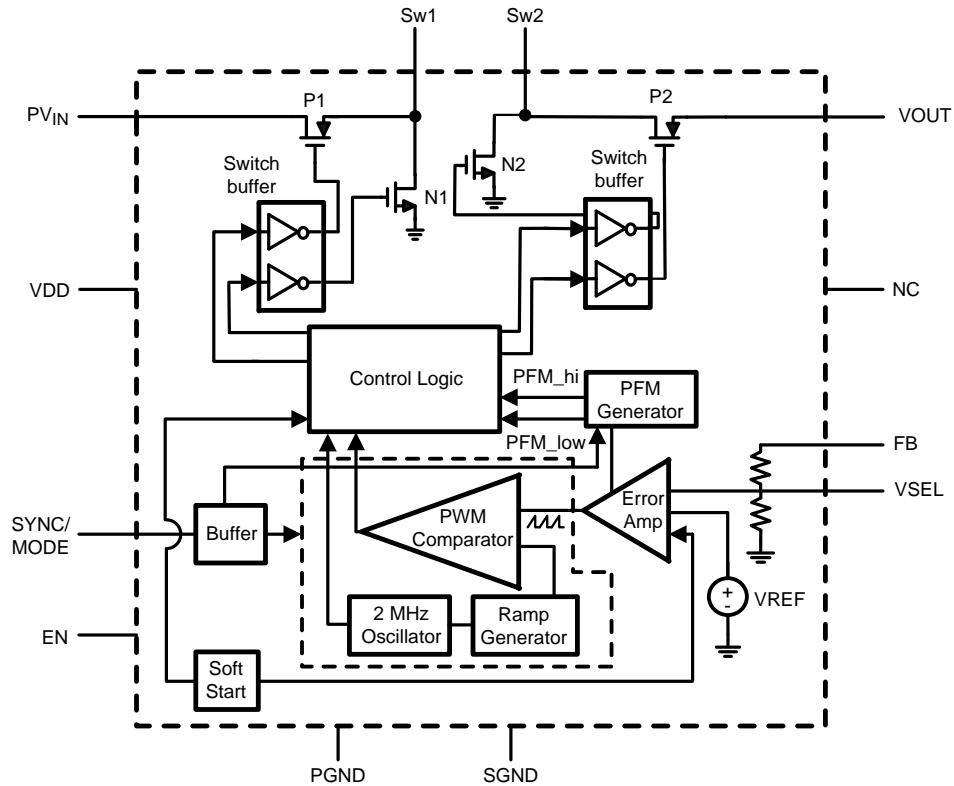 Sw1
Sw2
P1
P2
PVIN
VOUT
Switch
buffer
N1
N2
Switch
buffer
VDD
NC
Control Logic
PFM_hi
PFM
Generator
PFM_low
FB
VSEL
Error
Amp
PWM
Comparator
SYNC/
MODE
Buffer
+
-
VREF
2 MHz
Oscillator
Ramp
Generator
EN
Soft
Start
PGND
SGND